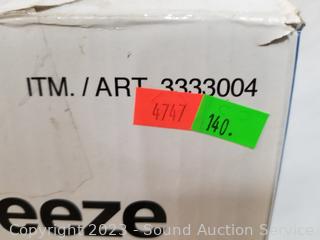 ITM. / ART. 3333004
4747
140.
eeze
Copyright 2023 - Sound Auction Service